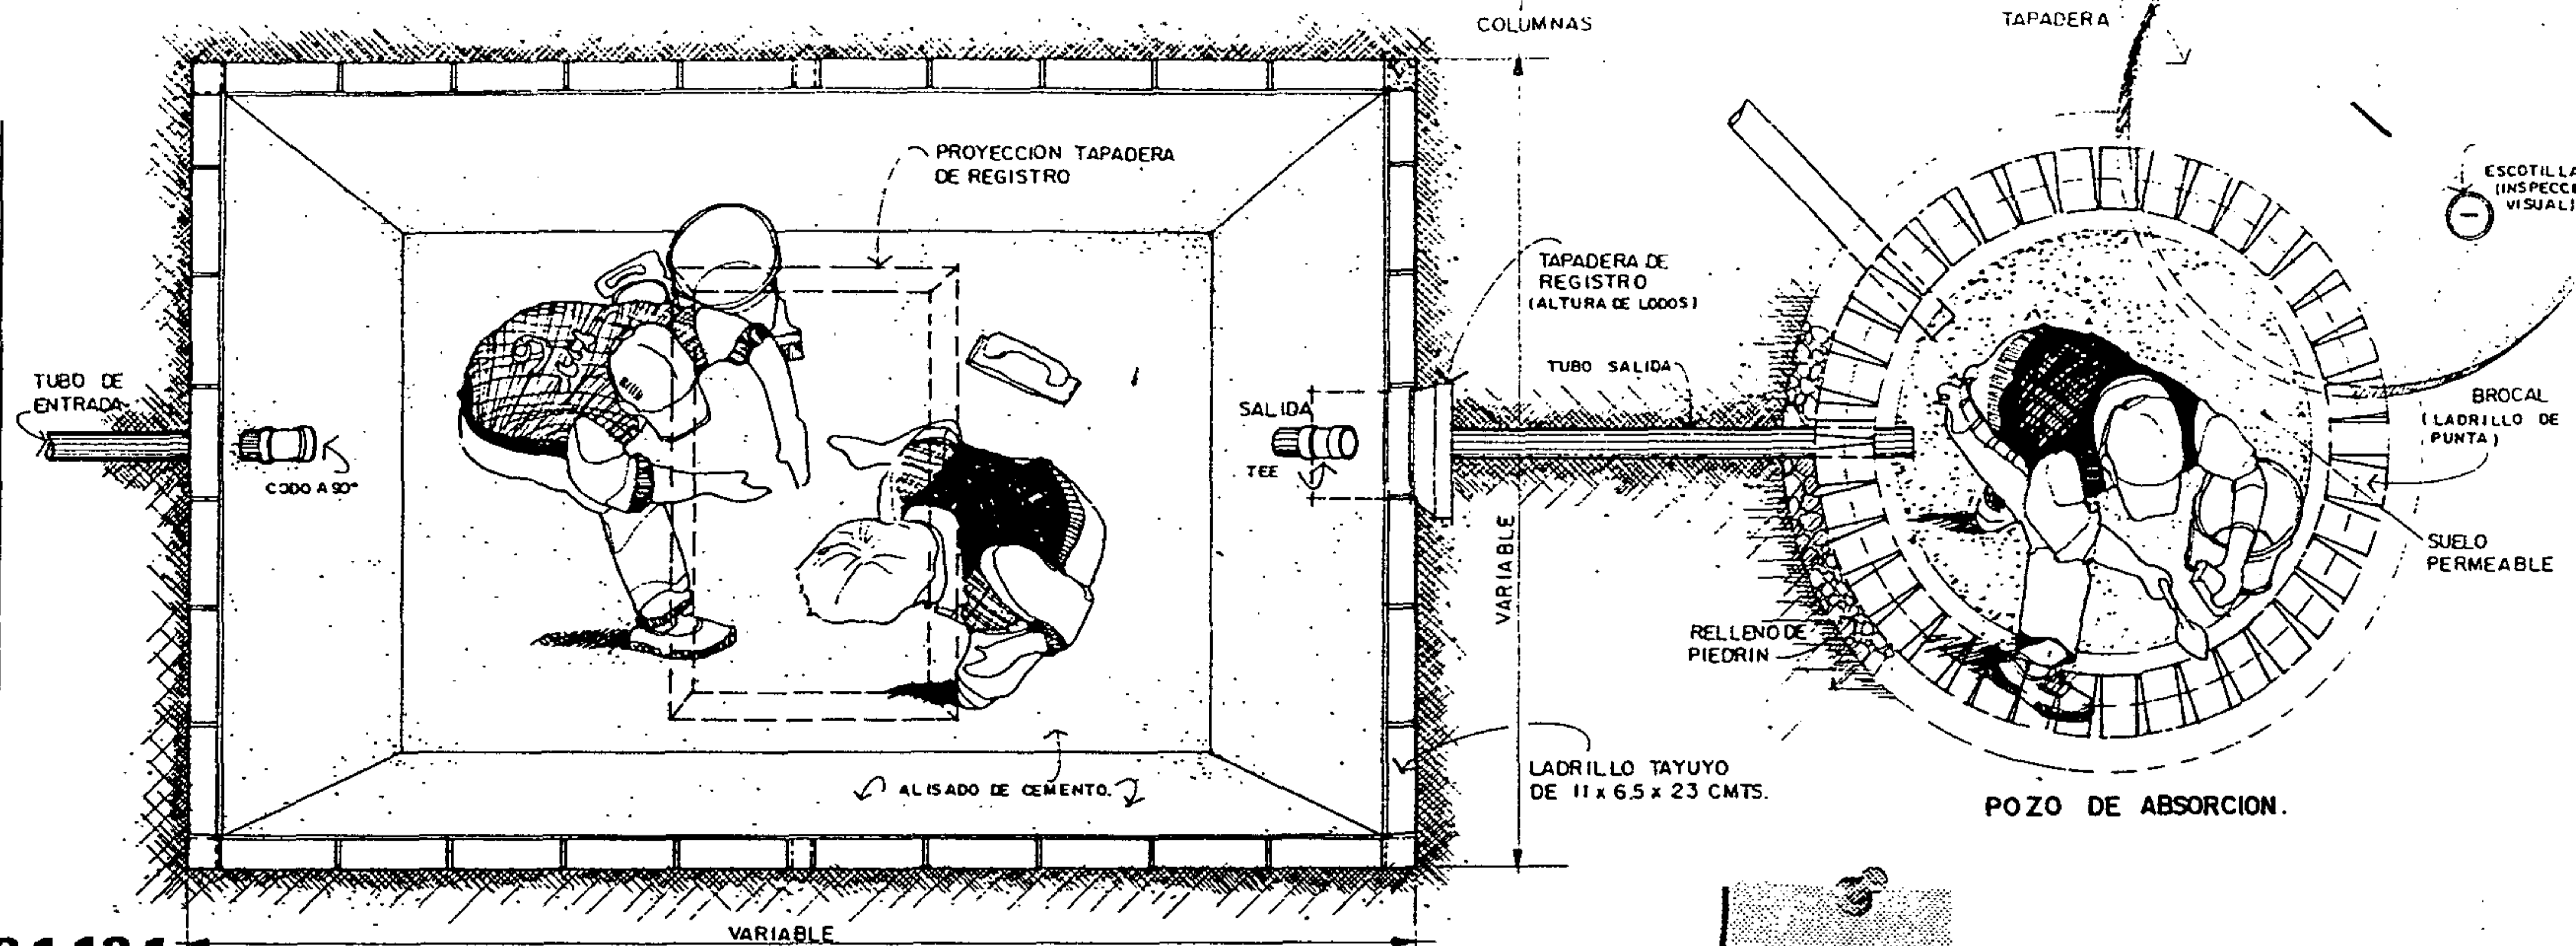 COLUMNAS
TAPADERA
PROYECCION TAPADERA
DE REGISTRO
ESCOTILLA
VISUAL)
TAPADERA DE
REGISTRO
(ALTURA DE LODOS)
TUBO SALIDA
TUBO DE
ENTRADA
CODO A 90°
SALIDA
TEE
BROCAL
(LADRILLO DE
PUNTA)
VARIABLE
SUELO
PERMEABLE
RELLENO DE
PIEDRIN
ALISADO DE CEMENTO.
LADRILLO TAYUYO
DE 11 x 6.5 x 23 CMTS.
POZO DE ABSORCION.
VARIABLE